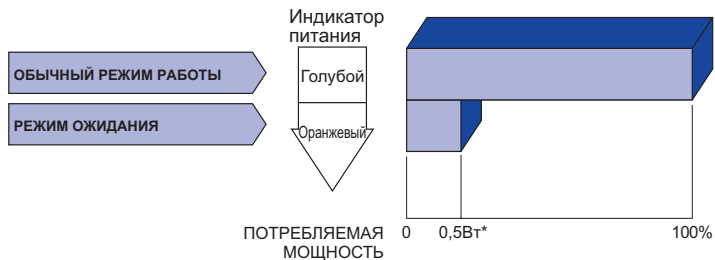 Индикатор
питания
ОБЫЧНЫЙ РЕЖИМ РАБОТЫ
Голубой
РЕЖИМ ОЖИДАНИЯ
Оранжевый
ПОТРЕБЛЯЕМАЯ
МОЩНОСТЬ
0 0,5Вт* 100%